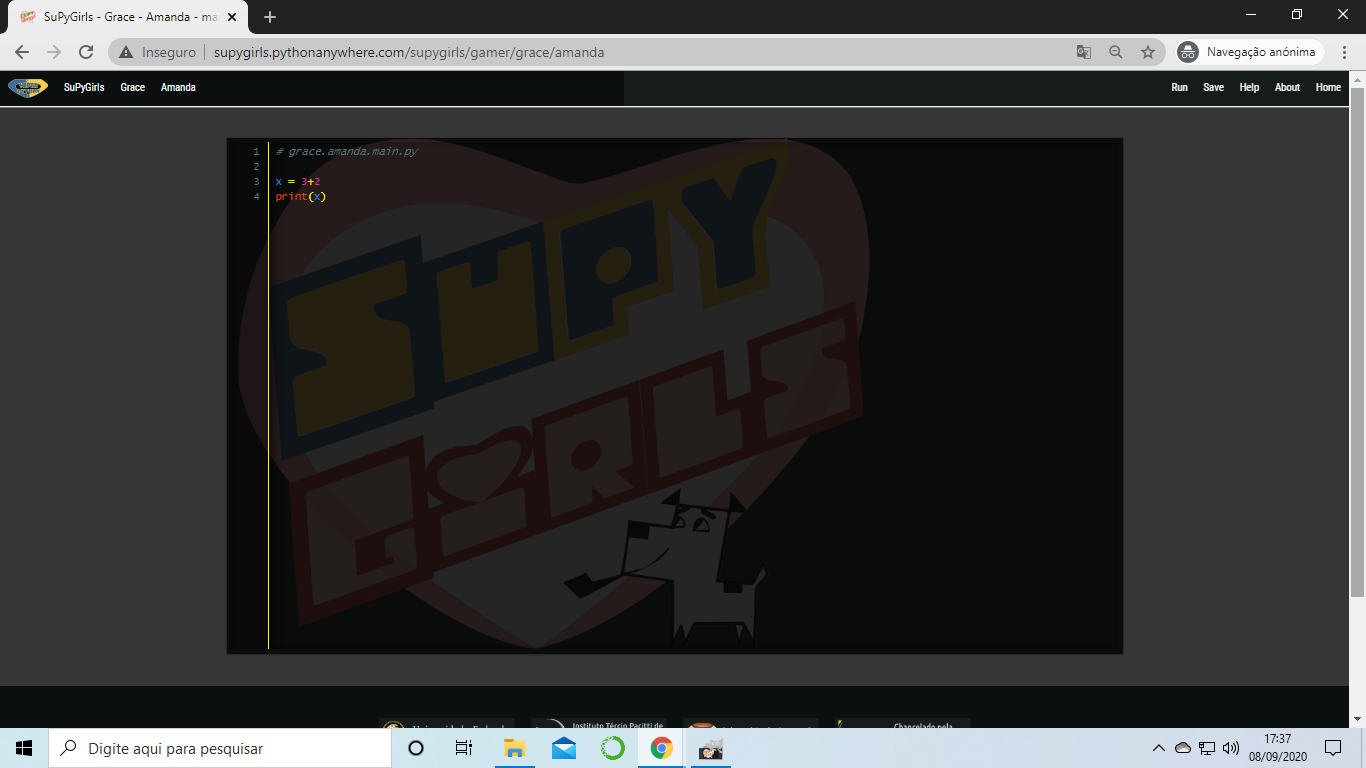 SuPyGirls - Grace - Amanda - ma
Inseguro
supygirls.pythonanywhere.com/supygirls/gamer/grace/amanda
Navegação anónima
SuPyGirls Grace Amanda Run Save Help About Home
1 # grace.amanda.main.py
2
3 x = 3+2
4 print(x)
SUPY
GIRLS
Instituto Tércio Pacitti de
Chancelado pela
Digite aqui para pesquisar
17:37
08/09/2020